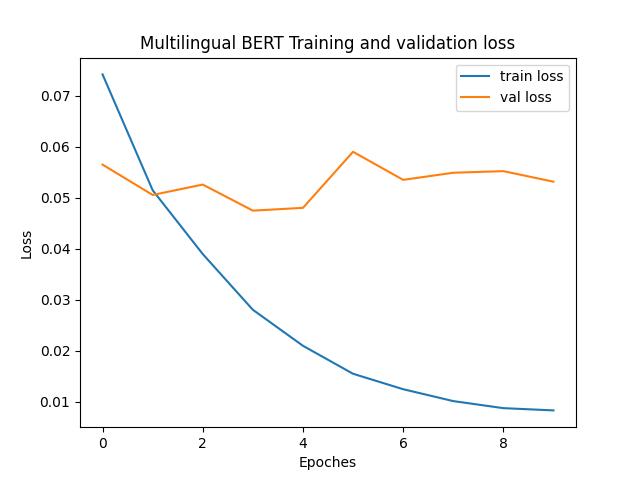 Multilingual BERT Training and validation loss
train loss
val loss
0.07
0.06
0.05
0.04
0.03
0.02
0.01
Loss
0 2 4 6 8
Epoches